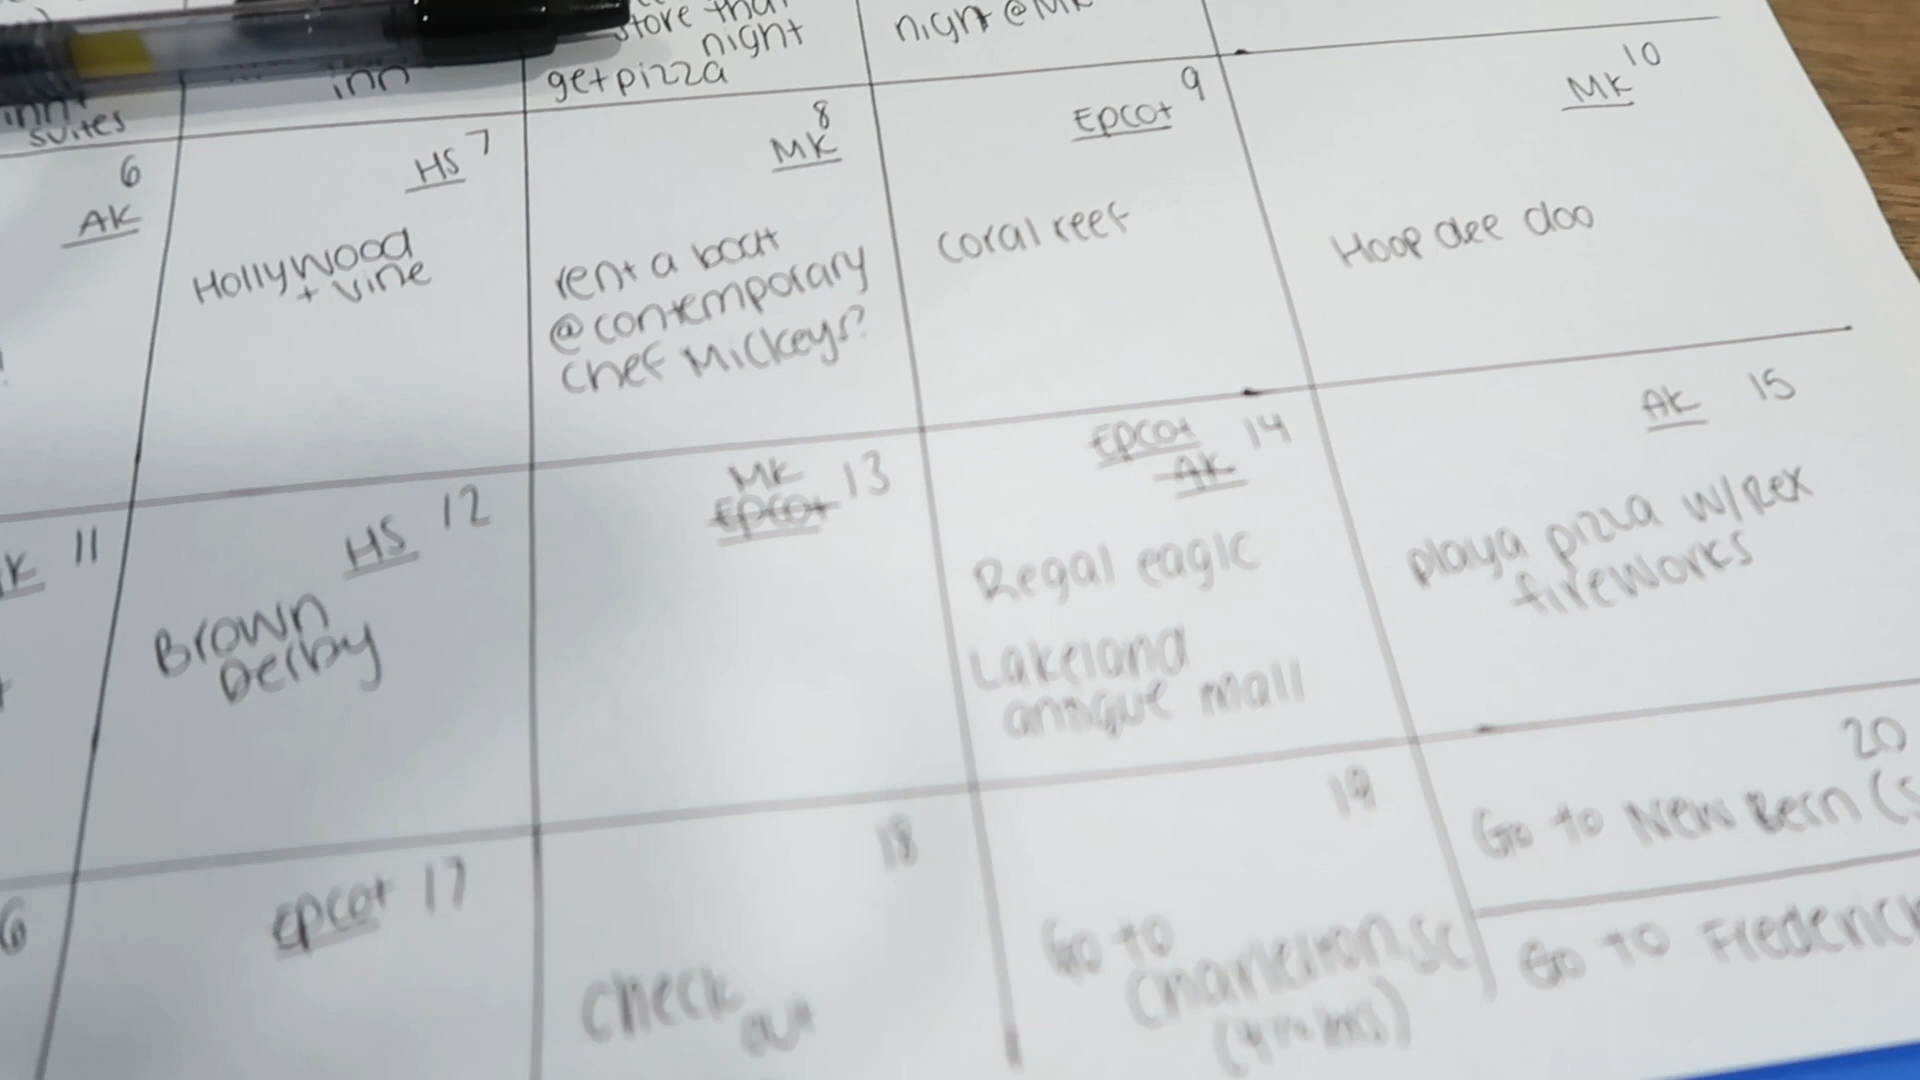 store that
night
get pizza
night @ MK
inn
inn
suites
6
AK
HS 7
Hollywood
+ vine
8
MK
rent a boat
@contemporary
Chef Mickeys?
Epcot 9
Coral reef
MK 10
Hoop dee doo
K 11
HS 12
Brown
Derby
MK 13
Epcot
Epcot 14
AK
Regal eagle
Lakeland
antique mall
AK 15
playa pizza w/Rex
fireworks
6
Epcot 17
18
Check
out
19
Go to
Charleston, SC
20
Go to New Bern (s
Go to Frederick